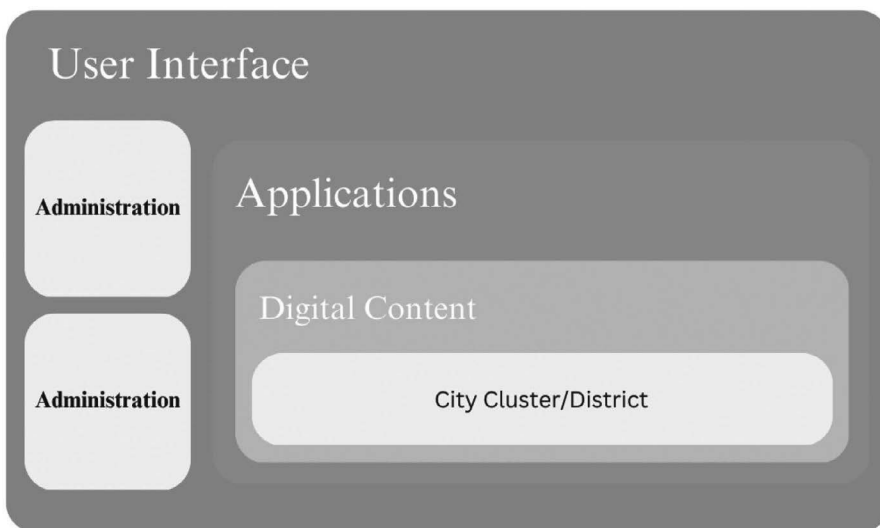 User Interface
Administration
Applications
Digital Content
City Cluster/District
Administration